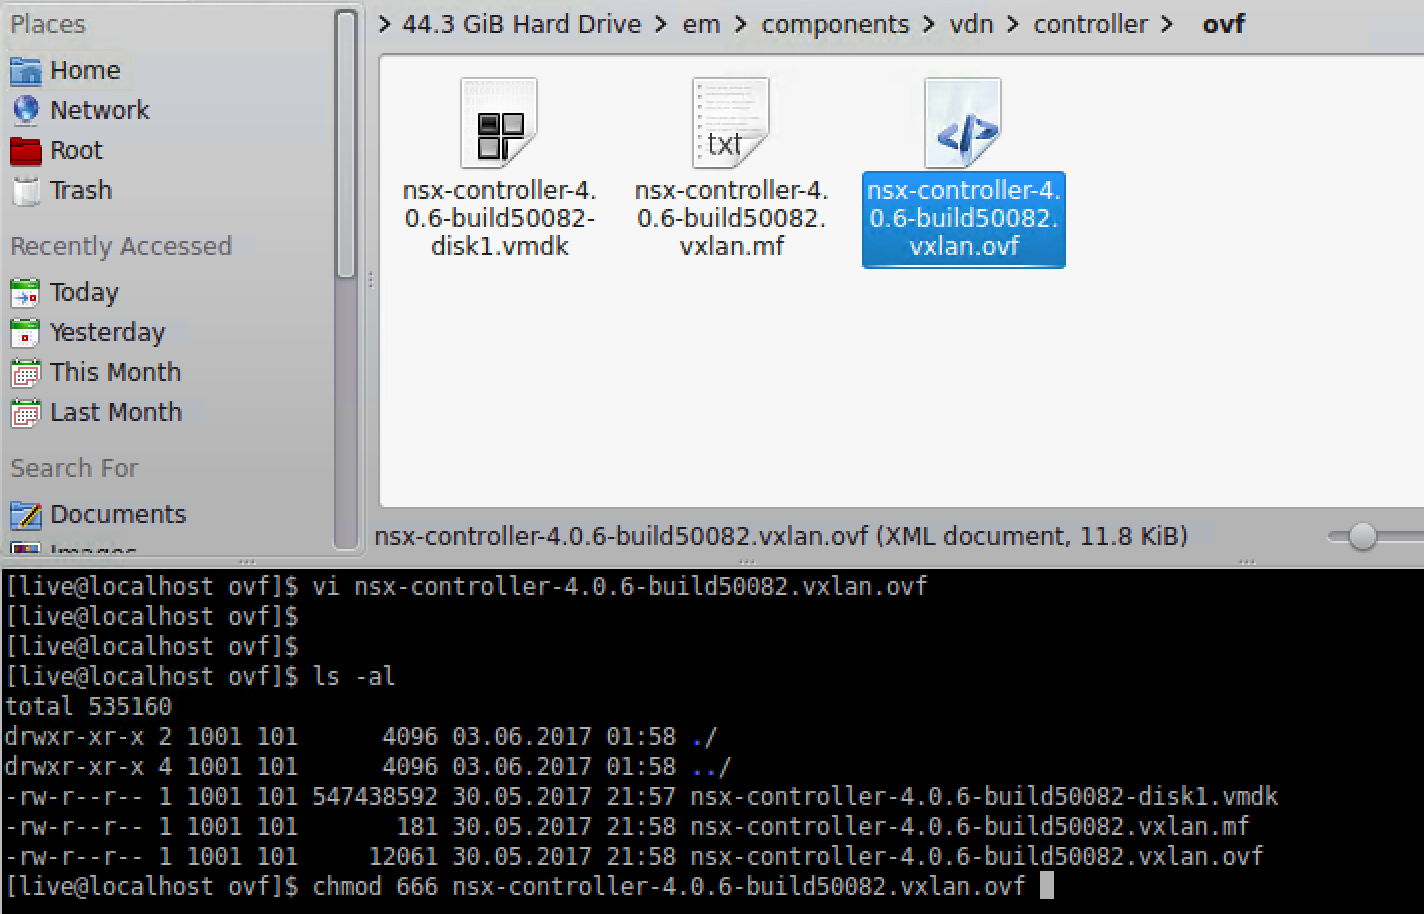 Places
Home
Network
Root
Trash
Recently Accessed
Today
Yesterday
This Month
Last Month
Search For
Documents
Images
> 44.3 GiB Hard Drive > em > components > vdn > controller > ovf
nsx-controller-4.
0.6-build50082-
disk1.vmdk
txt
nsx-controller-4.
0.6-build50082.
vxlan.mf
</>
nsx-controller-4.
0.6-build50082.
vxlan.ovf
nsx-controller-4.0.6-build50082.vxlan.ovf (XML document, 11.8 KiB)
[live@localhost ovf]$ vi nsx-controller-4.0.6-build50082.vxlan.ovf
[live@localhost ovf]$
[live@localhost ovf]$
[live@localhost ovf]$ ls -al
total 535160
drwxr-xr-x 2 1001 101      4096 03.06.2017 01:58 ./
drwxr-xr-x 4 1001 101      4096 03.06.2017 01:58 ../
-rw-r--r-- 1 1001 101 547438592 30.05.2017 21:57 nsx-controller-4.0.6-build50082-disk1.vmdk
-rw-r--r-- 1 1001 101       181 30.05.2017 21:58 nsx-controller-4.0.6-build50082.vxlan.mf
-rw-r--r-- 1 1001 101     12061 30.05.2017 21:58 nsx-controller-4.0.6-build50082.vxlan.ovf
[live@localhost ovf]$ chmod 666 nsx-controller-4.0.6-build50082.vxlan.ovf